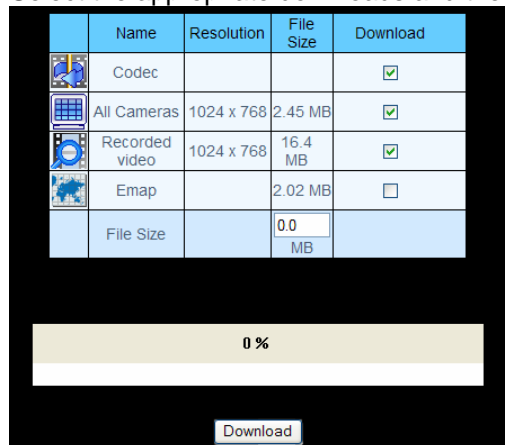 Name Resolution File Size Download
Codec
All Cameras 1024 x 768 2.45 MB
Recorded video 1024 x 768 16.4 MB
Emap 2.02 MB
File Size 0.0 MB
0 %
Download